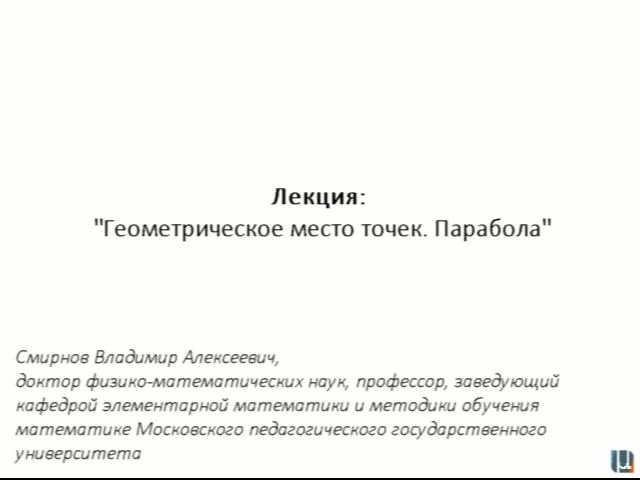 Лекция:
"Геометрическое место точек. Парабола"
Смирнов Владимир Алексеевич,
доктор физико-математических наук, профессор, заведующий
кафедрой элементарной математики и методики обучения
математике Московского педагогического государственного
университета
μ